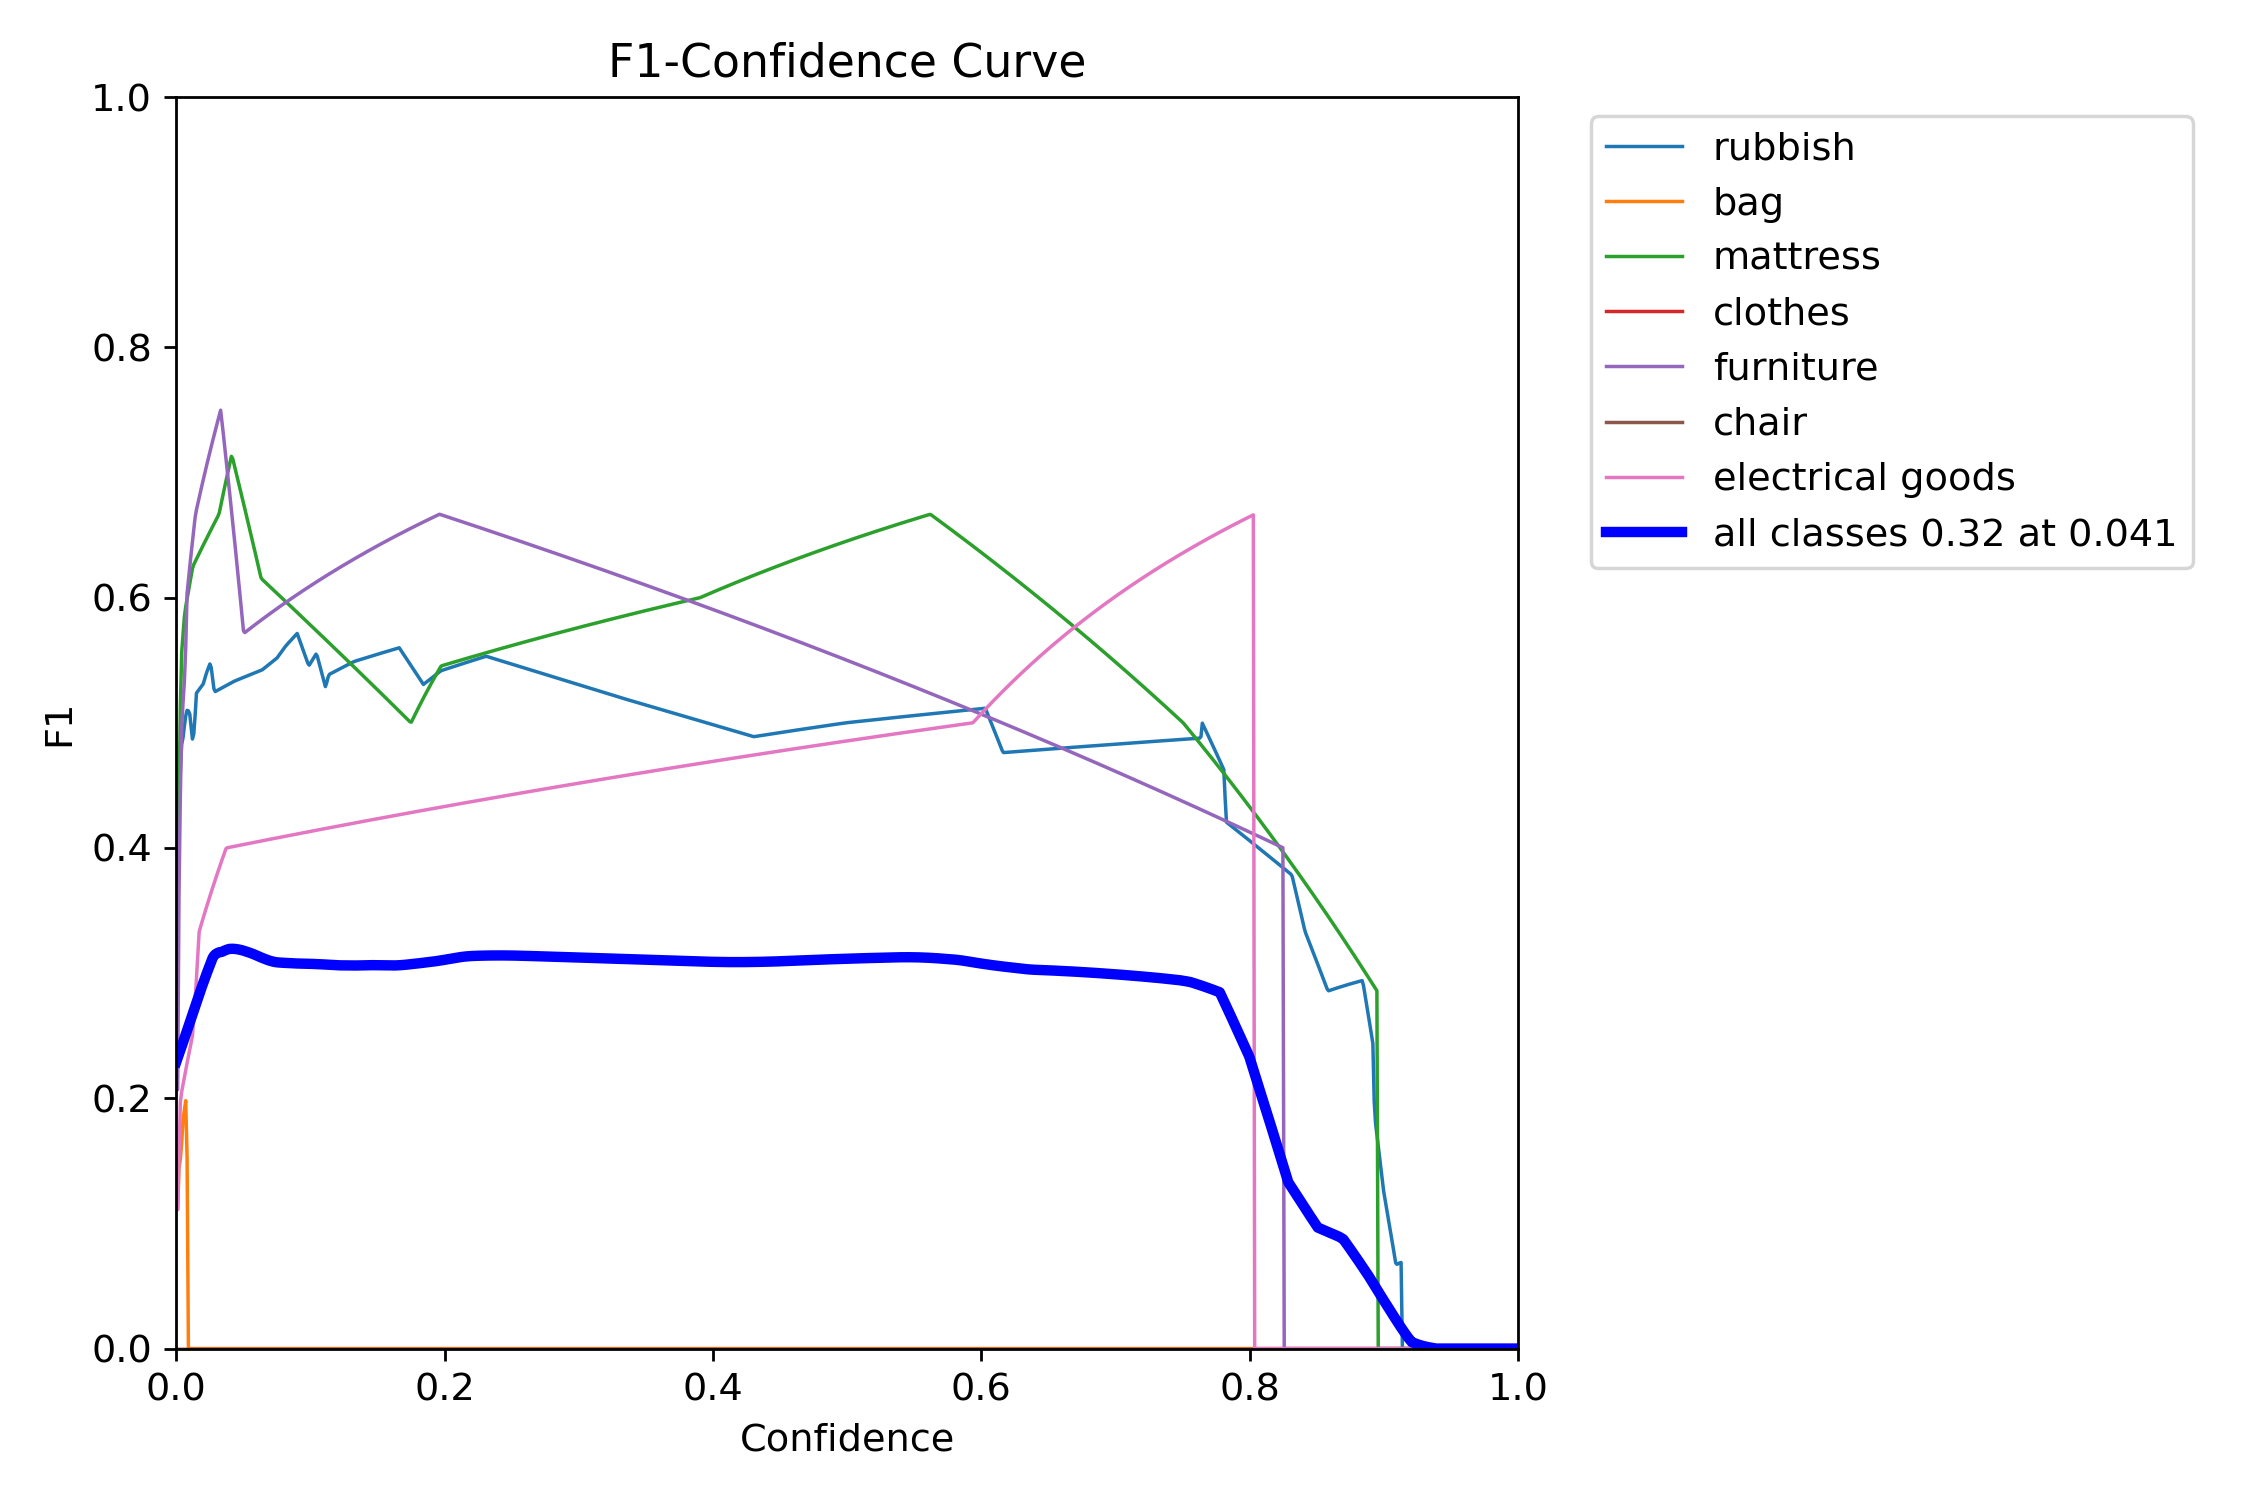 F1-Confidence Curve
1.0
0.8
0.6
0.4
0.2
0.0
F1
0.0 0.2 0.4 0.6 0.8 1.0
Confidence
rubbish
bag
mattress
clothes
furniture
chair
electrical goods
all classes 0.32 at 0.041